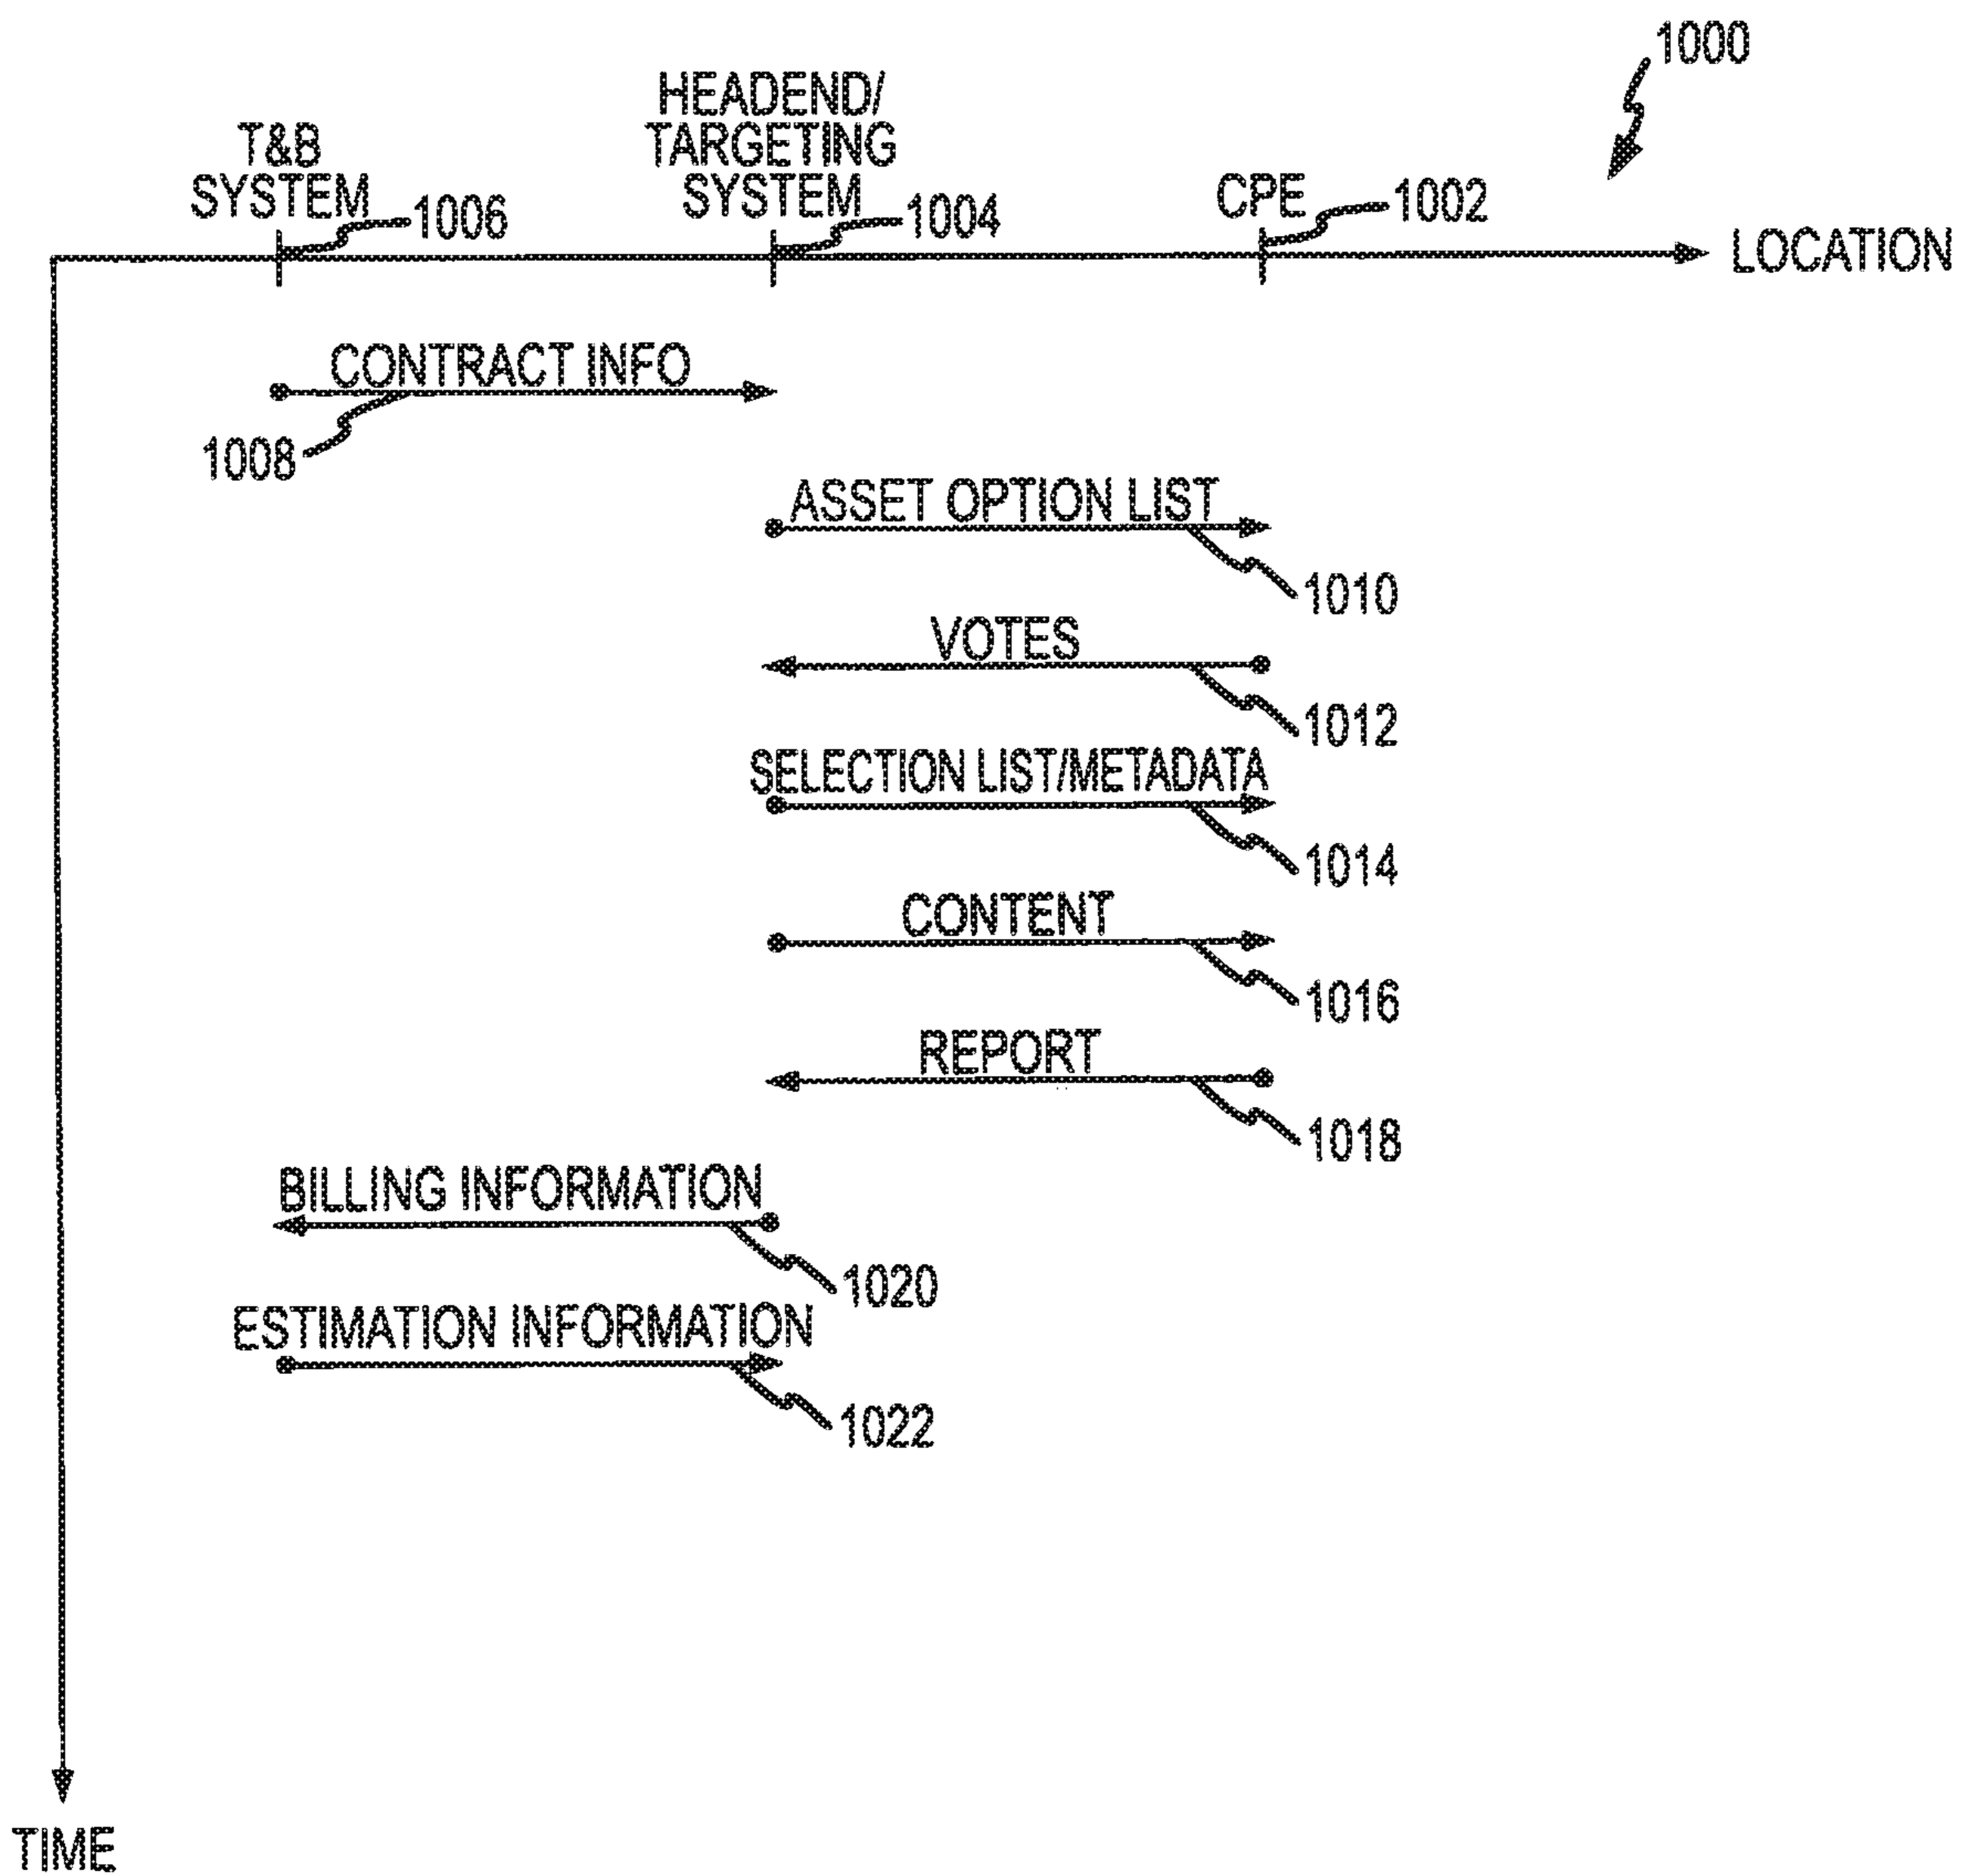 1000
HEADEND/
T&B
TARGETING
SYSTEM
1006
SYSTEM
1004
CPE
1002
LOCATION
CONTRACT INFO
1008
ASSET OPTION LIST
1010
VOTES
1012
SELECTION LIST/METADATA
1014
CONTENT
1016
REPORT
1018
BILLING INFORMATION
1020
ESTIMATION INFORMATION
1022
TIME